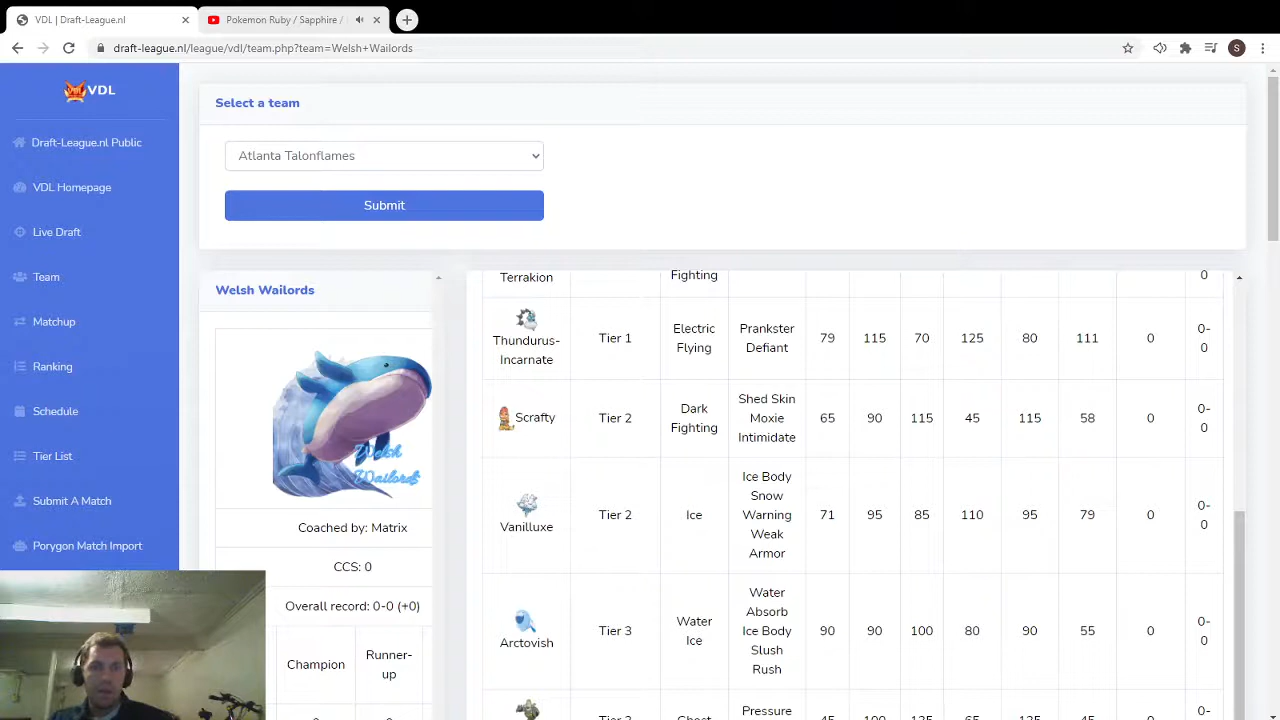 VDL | Draft-League.nl
Pokemon Ruby / Sapphire /
draft-league.nl/league/vdl/team.php?team=Welsh+Wailords
S
VDL
Draft-League.nl Public
VDL Homepage
Live Draft
Team
Matchup
Ranking
Schedule
Tier List
Submit A Match
Porygon Match Import
Select a team
Atlanta Talonflames
Submit
Welsh Wailords
Welsh
Wailords
Coached by: Matrix
CCS: 0
Overall record: 0-0 (+0)
Champion
Runner-
up
Terrakion Fighting 0
Thundurus-
Incarnate
Tier 1
Electric
Flying
Prankster
Defiant
79 115 70 125 80 111 0 0-
0
Scrafty
Tier 2
Dark
Fighting
Shed Skin
Moxie
Intimidate
65 90 115 45 115 58 0 0-
0
Vanilluxe
Tier 2
Ice
Ice Body
Snow
Warning
Weak
Armor
71 95 85 110 95 79 0 0-
0
Arctovish
Tier 3
Water
Ice
Water
Absorb
Ice Body
Slush
Rush
90 90 100 80 90 55 0 0-
0
Pressure